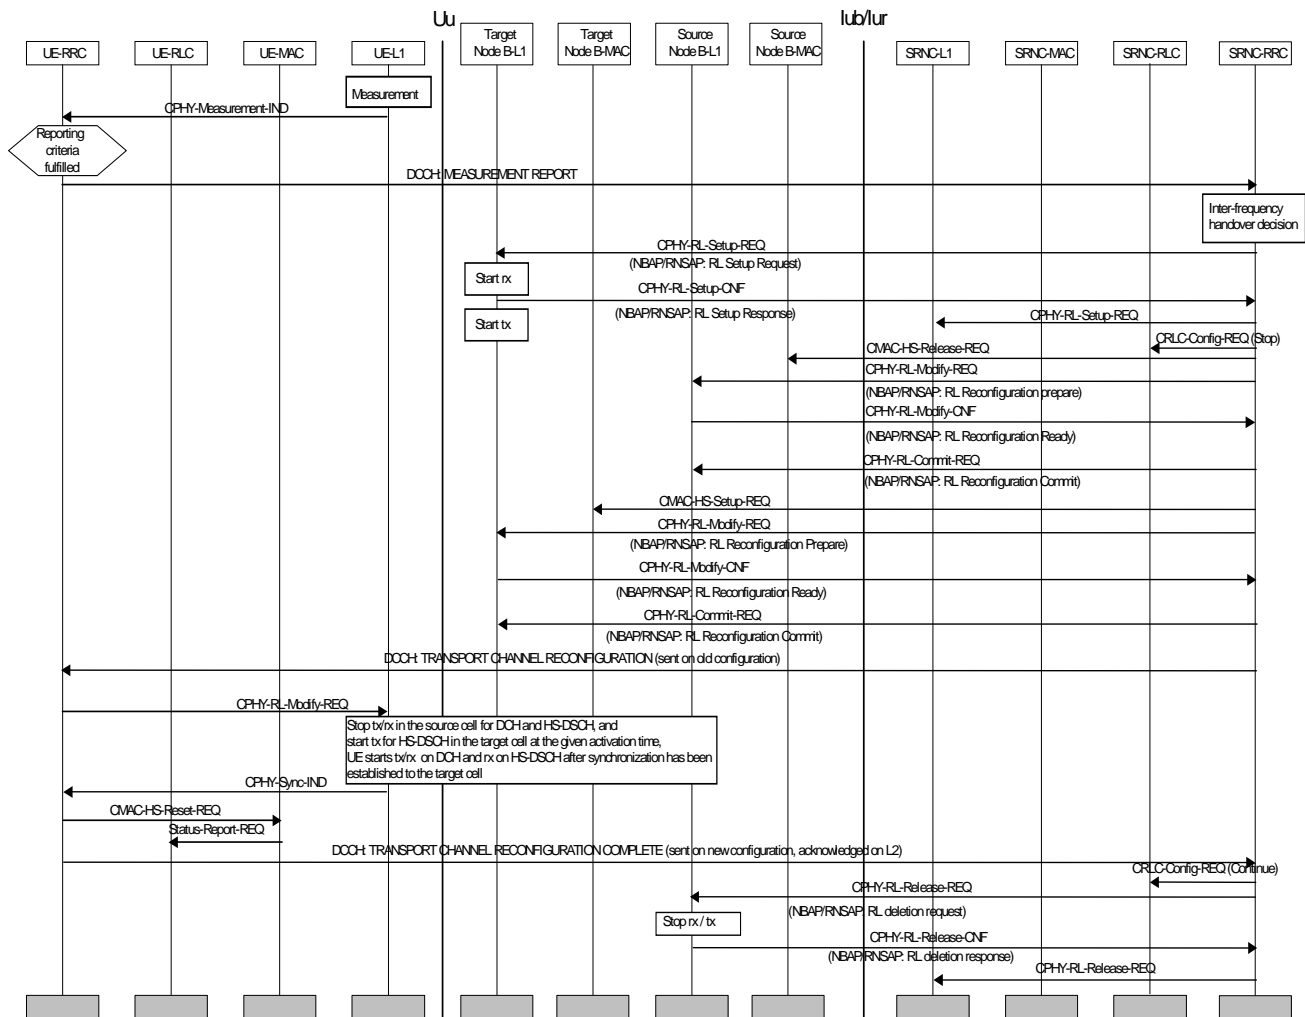 Uu
Iub/Iur
Target
Node B-L1
Target
Node B-MAC
Source
Node B-L1
Source
Node B-MAC
UE-RRC
UE-RLC
UE-MAC
UE-L1
SRNC-L1
SRNC-MAC
SRNC-RLC
SRNC-RRC
Measurement
CPHY-Measurement-IND
Reporting
criteria
fulfilled
DCCH: MEASUREMENT REPORT
Inter-frequency
handover decision
CPHY-RL-Setup-REQ
(NBAP/RNSAP: RL Setup Request)
Start rx
CPHY-RL-Setup-CNF
(NBAP/RNSAP: RL Setup Response)
Start tx
CPHY-RL-Setup-REQ
CRLC-Config-REQ (Stop)
CMAC-HS-Release-REQ
CPHY-RL-Modify-REQ
(NBAP/RNSAP: RL Reconfiguration prepare)
CPHY-RL-Modify-CNF
(NBAP/RNSAP: RL Reconfiguration Ready)
CPHY-RL-Commit-REQ
(NBAP/RNSAP: RL Reconfiguration Commit)
CMAC-HS-Setup-REQ
CPHY-RL-Modify-REQ
(NBAP/RNSAP: RL Reconfiguration Prepare)
CPHY-RL-Modify-CNF
(NBAP/RNSAP: RL Reconfiguration Ready)
CPHY-RL-Commit-REQ
(NBAP/RNSAP: RL Reconfiguration Commit)
DCCH: TRANSPORT CHANNEL RECONFIGURATION (sent on old configuration)
CPHY-RL-Modify-REQ
Stop tx/rx in the source cell for DCH and HS-DSCH, and
start tx for HS-DSCH in the target cell at the given activation time,
UE starts tx/rx on DCH and rx on HS-DSCH after synchronization has been
established to the target cell
CPHY-Sync-IND
CMAC-HS-Reset-REQ
Status-Report-REQ
DCCH: TRANSPORT CHANNEL RECONFIGURATION COMPLETE (sent on new configuration, acknowledged on L2)
CRLC-Config-REQ (Continue)
CPHY-RL-Release-REQ
(NBAP/RNSAP: RL deletion request)
Stop rx / tx
CPHY-RL-Release-CNF
(NBAP/RNSAP: RL deletion response)
CPHY-RL-Release-REQ